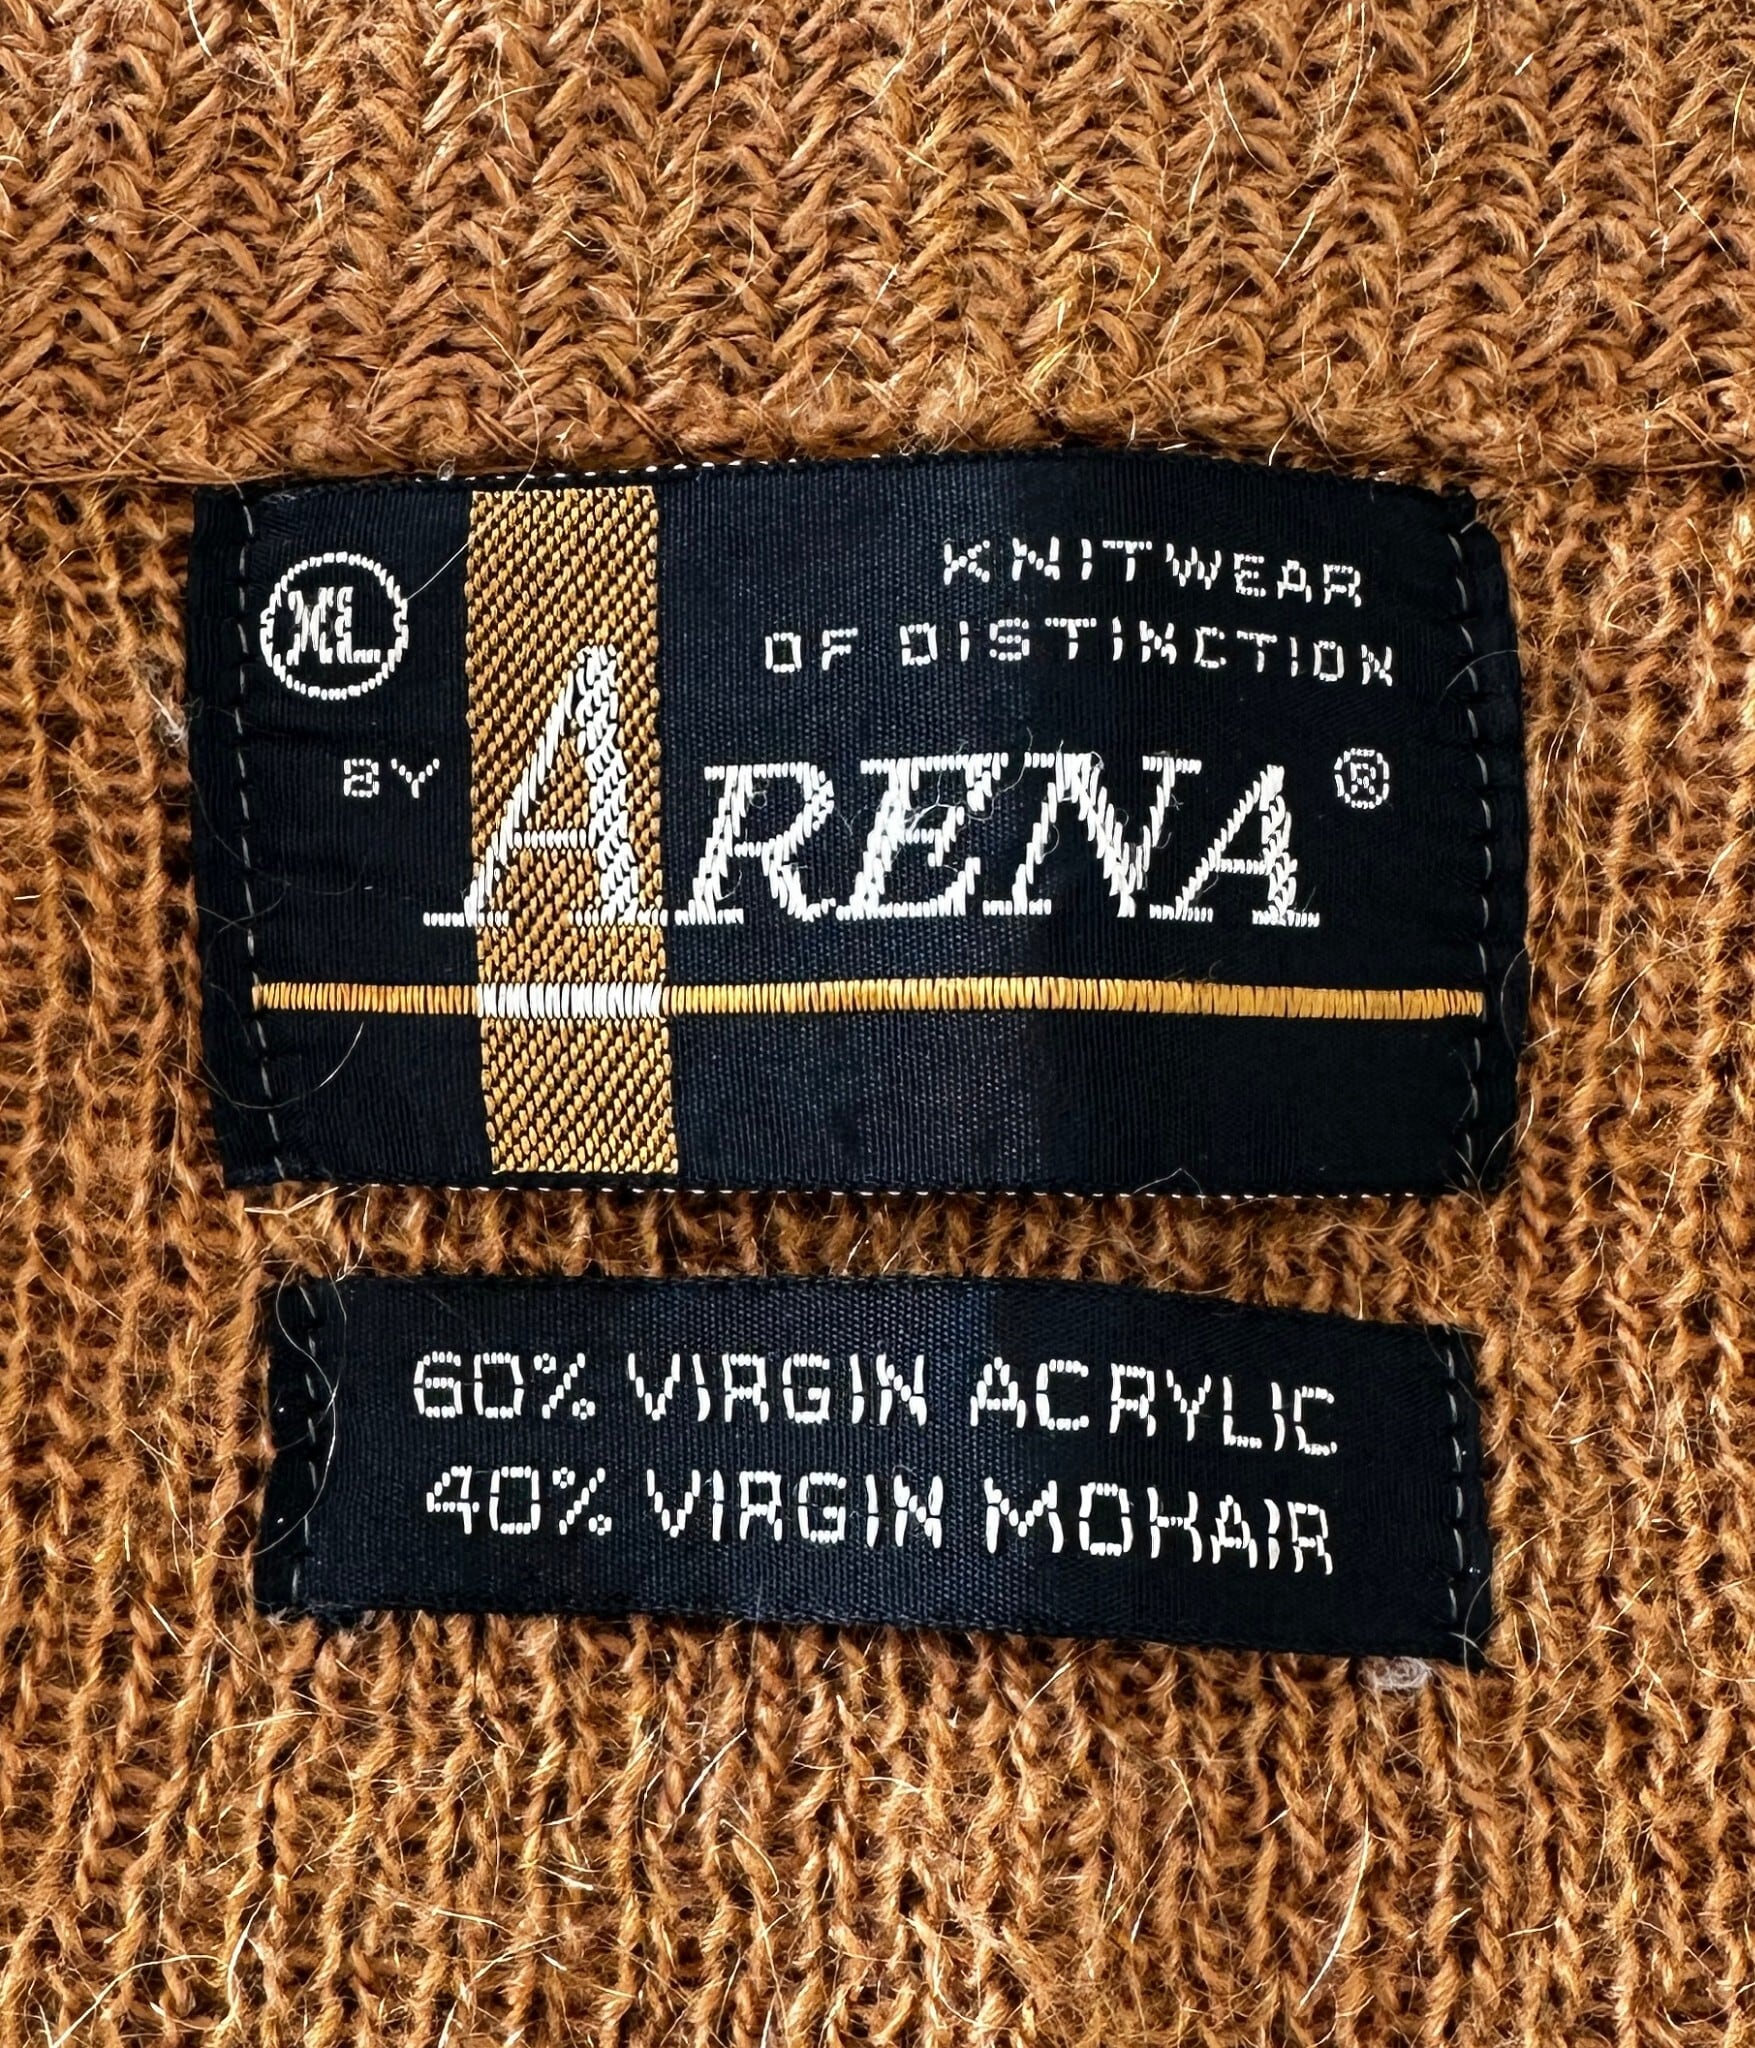 XL
KNITWEAR
OF DISTINCTION
BY ARENA®
60% VIRGIN ACRYLIC
40% VIRGIN MOHAIR